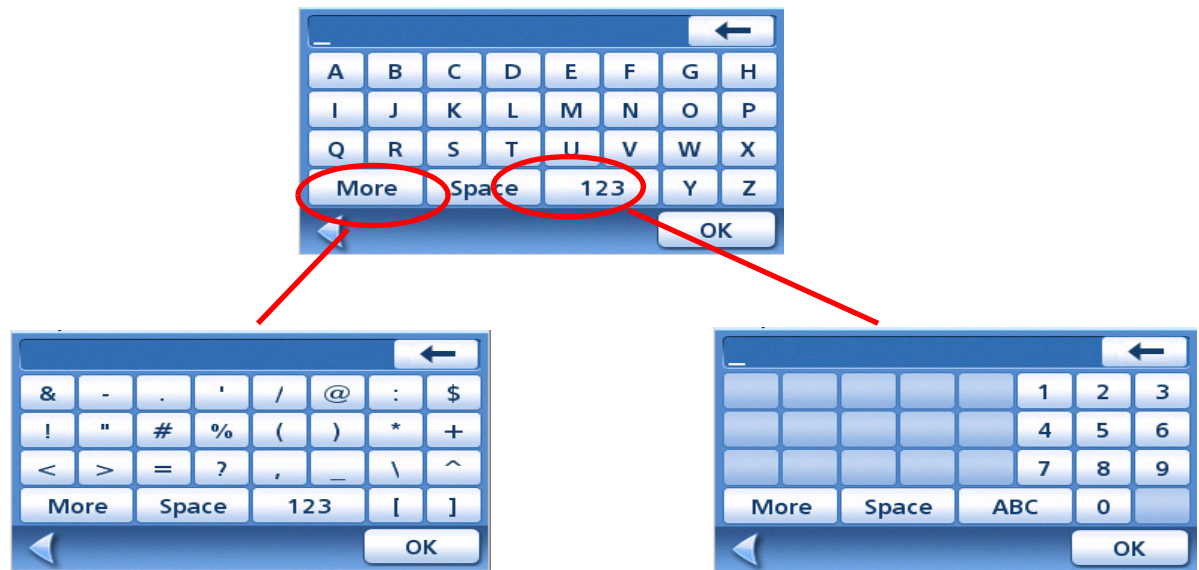 _
A B C D E F G H
I J K L M N O P
Q R S T U V W X
More Space 123 Y Z
OK
& - . ' / @ : $
! " # % ( ) * +
< > = ? , _ \ ^
More Space 123 [ ]
OK
_
1 2 3
4 5 6
7 8 9
More Space ABC 0
OK